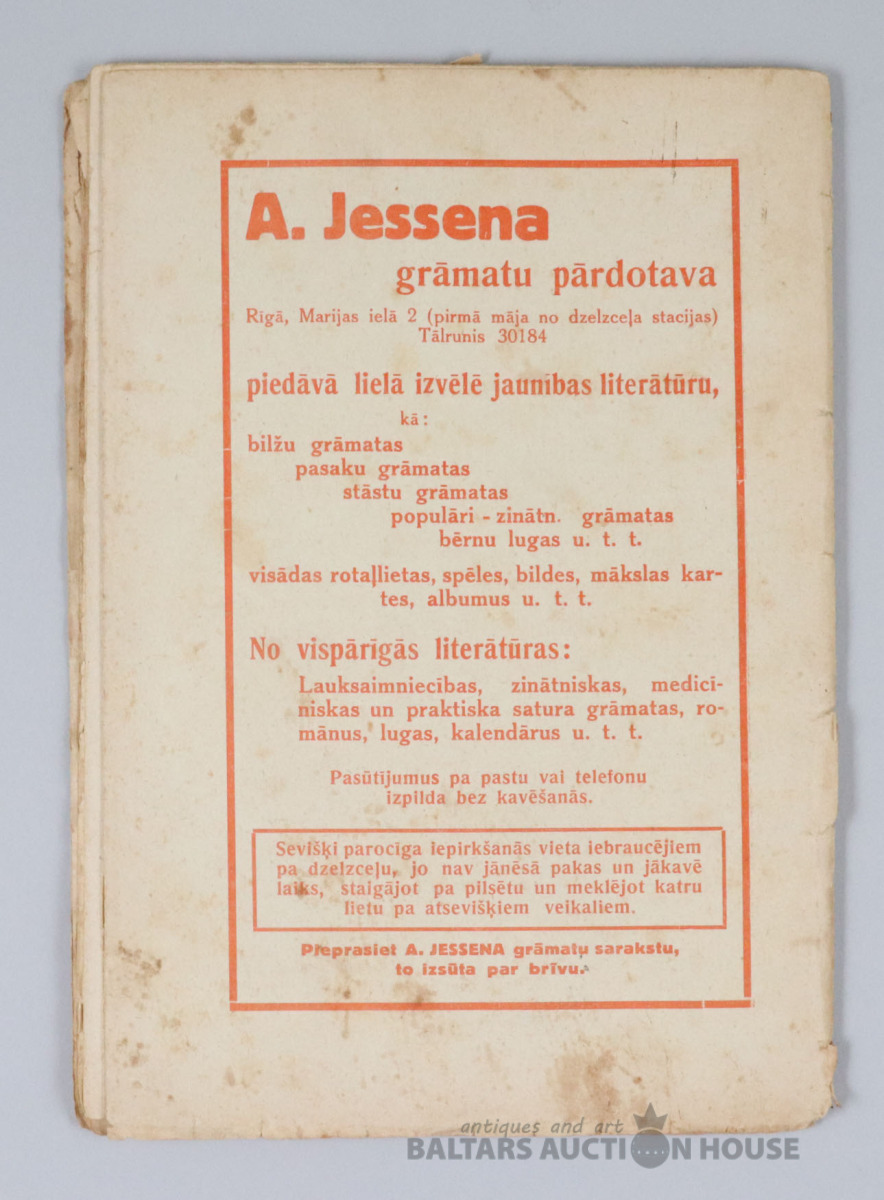 A. Jessena
grāmatu pārdotava
Rīgā, Marijas ielā 2 (pirmā māja no dzelzceļa stacijas)
Tālrunis 30184
piedāvā lielā izvēlē jaunības literātūru,
kā:
bilžu grāmatas
pasaku grāmatas
stāstu grāmatas
populāri - zinātn. grāmatas
bērnu lugas u. t. t.
visādas rotaļlietas, spēles, bildes, mākslas kar-
tes, albumus u. t. t.
No vispārīgās literātūras:
Lauksaimniecības, zinātniskas, medicī-
niskas un praktiska satura grāmatas, ro-
mānus, lugas, kalendārus u. t. t.
Pasūtījumus pa pastu vai telefonu
izpilda bez kavēšanās.
Sevišķi parocīga iepirkšanās vieta iebraucējiem
pa dzelzceļu, jo nav jānēsā pakas un jākavē
laiks, staigājot pa pilsētu un meklējot katru
lietu pa atsevišķiem veikaliem.
Pieprasiet A. JESSENA grāmatu sarakstu,
to izsūta par brīvu.
antiques and art
BALTARS AUCTION HOUSE